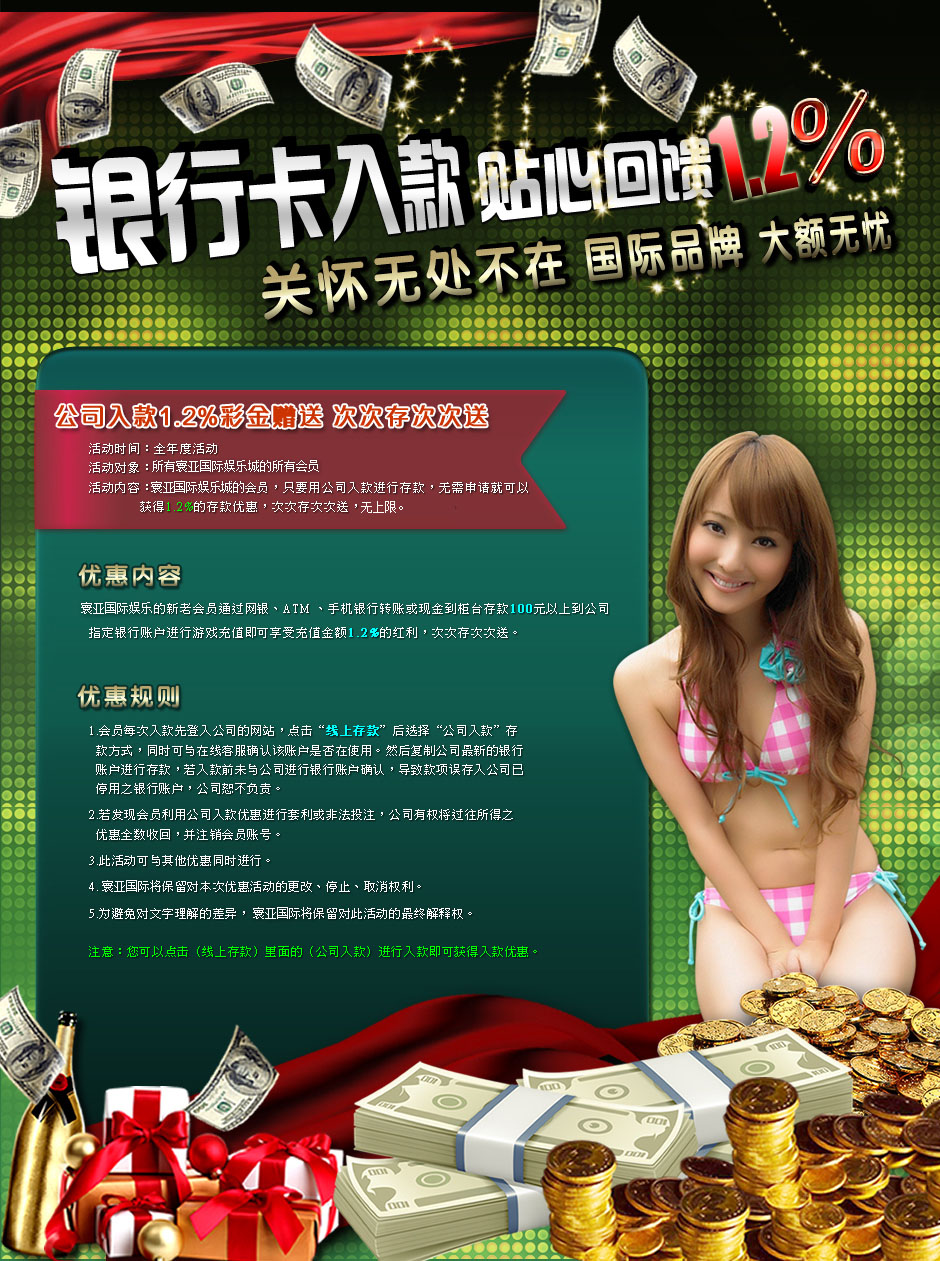 银行卡入款 贴心回馈1.2%
关怀无处不在 国际品牌 大额无忧
公司入款1.2%彩金赠送 次次存次次送
活动时间：全年度活动
活动对象：所有寰亚国际娱乐城的所有会员
活动内容：寰亚国际娱乐城的会员，只要用公司入款进行存款，无需申请就可以
获得1.2%的存款优惠，次次存次次送，无上限。
优惠内容
寰亚国际娱乐的新老会员通过网银、ATM 、手机银行转账或现金到柜台存款100元以上到公司
指定银行账户进行游戏充值即可享受充值金额1.2%的红利，次次存次次送。
优惠规则
1.会员每次入款先登入公司的网站，点击“线上存款”后选择“公司入款”存
款方式，同时可与在线客服确认该账户是否在使用。然后复制公司最新的银行
账户进行存款，若入款前未与公司进行银行账户确认，导致款项误存入公司已
停用之银行账户，公司恕不负责。
2.若发现会员利用公司入款优惠进行套利或非法投注，公司有权将过往所得之
优惠全数收回，并注销会员账号。
3.此活动可与其他优惠同时进行。
4. 寰亚国际将保留对本次优惠活动的更改、停止、取消权利。
5.为避免对文字理解的差异， 寰亚国际将保留对此活动的最终解释权。
注意：您可以点击（线上存款）里面的（公司入款）进行入款即可获得入款优惠。